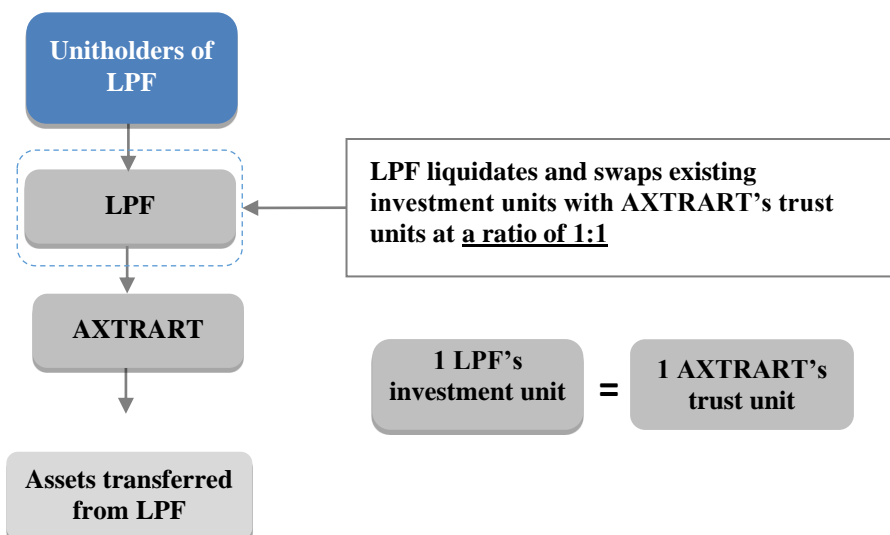 Unitholders of
LPF
LPF
LPF liquidates and swaps existing
investment units with AXTRART’s trust
units at a ratio of 1:1
AXTRART
1 LPF’s
investment unit
=
1 AXTRART’s
trust unit
Assets transferred
from LPF